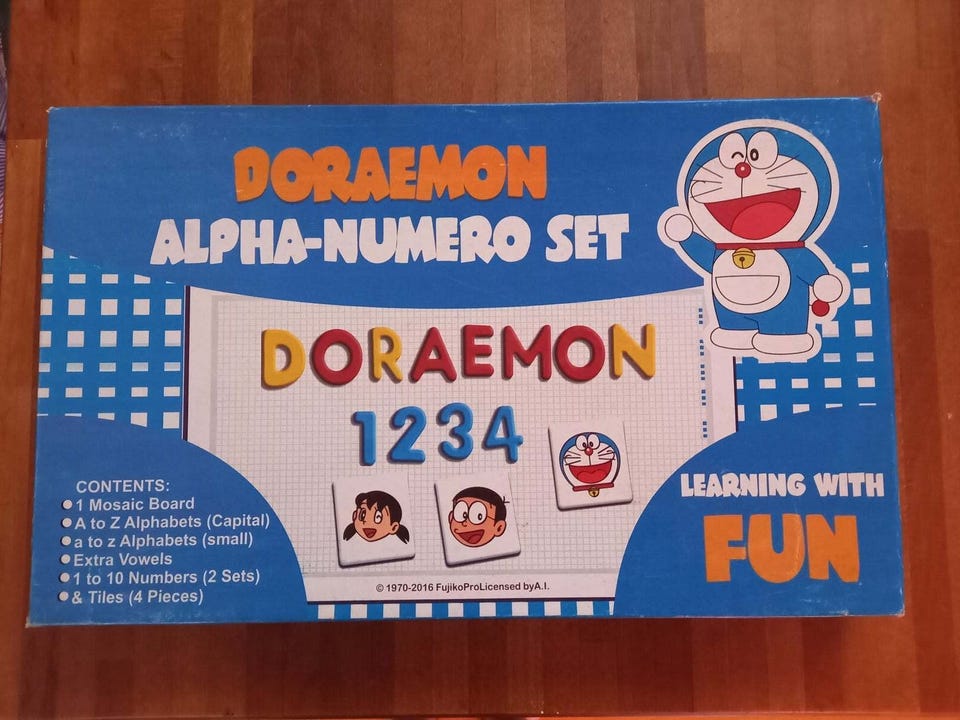 DORAEMON
ALPHA-NUMERO SET
DORAEMON
1234
CONTENTS:
1 Mosaic Board
A to Z Alphabets (Capital)
a to z Alphabets (small)
Extra Vowels
1 to 10 Numbers (2 Sets)
& Tiles (4 Pieces)
LEARNING WITH
FUN
© 1970-2016 FujikoProLicensed byA.I.